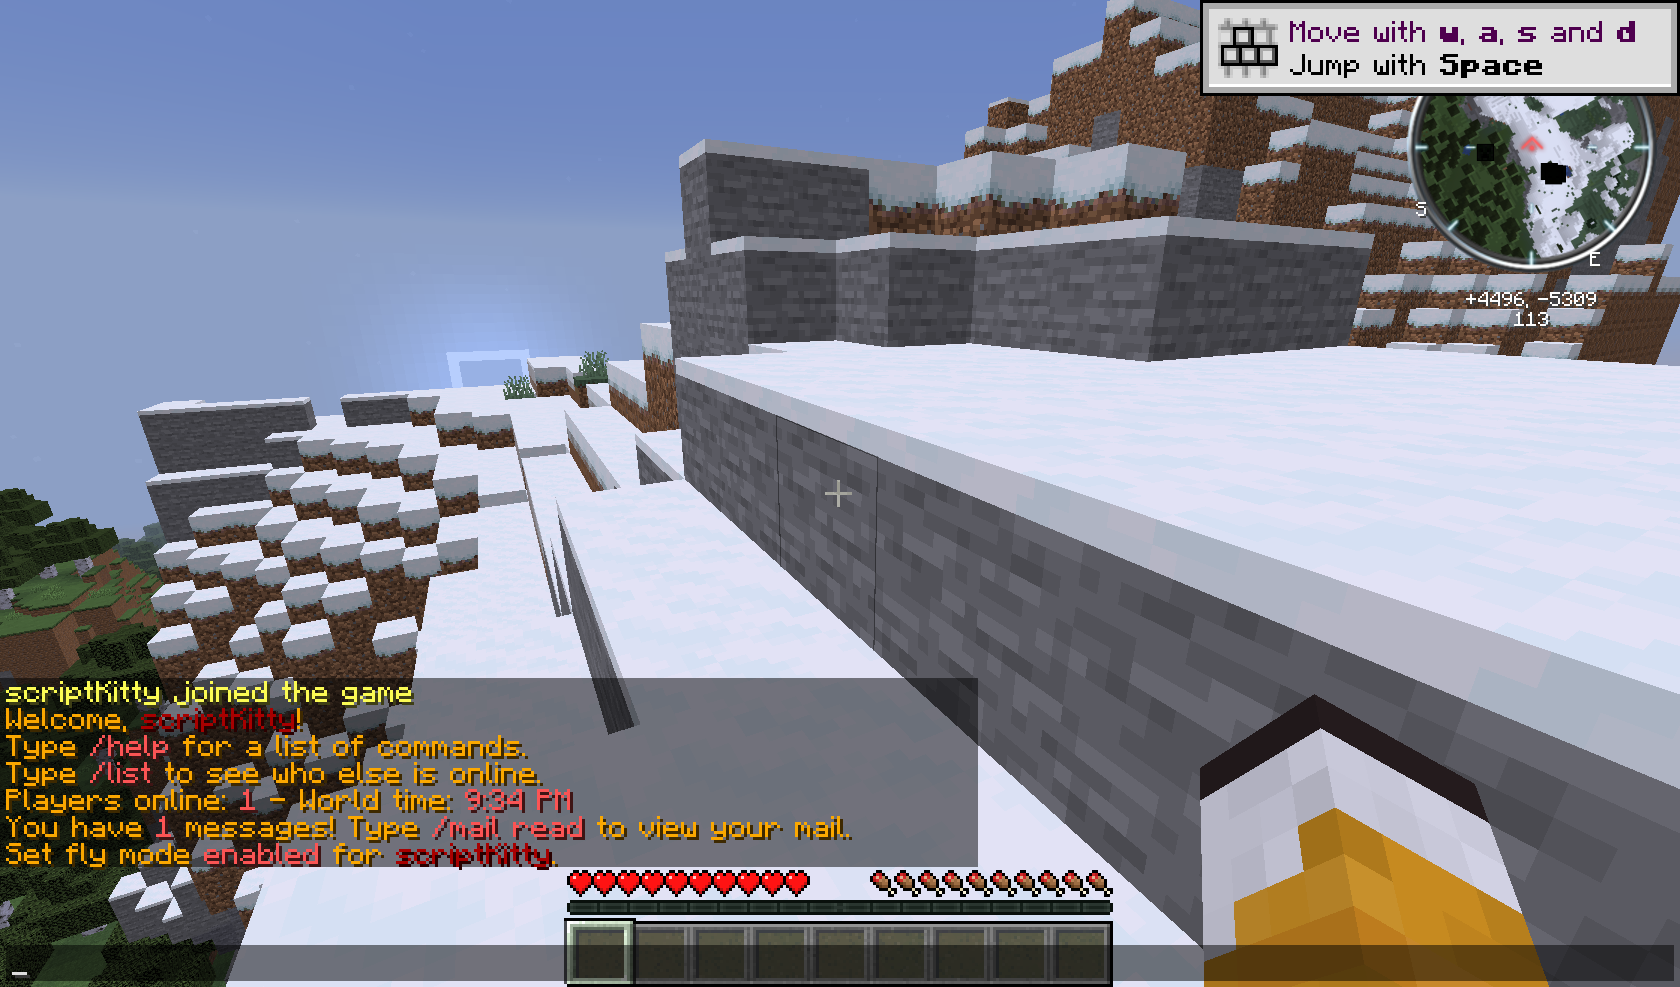 Move with w, a, s and d
Jump with Space
S
E
+4496, -5309
113
scriptKitty joined the game
Welcome, scriptKitty!
Type /help for a list of commands.
Type /list to see who else is online.
Players online: 1 - World time: 9:34 PM
You have 1 messages! Type /mail read to view your mail.
Set fly mode enabled for scriptKitty.
_